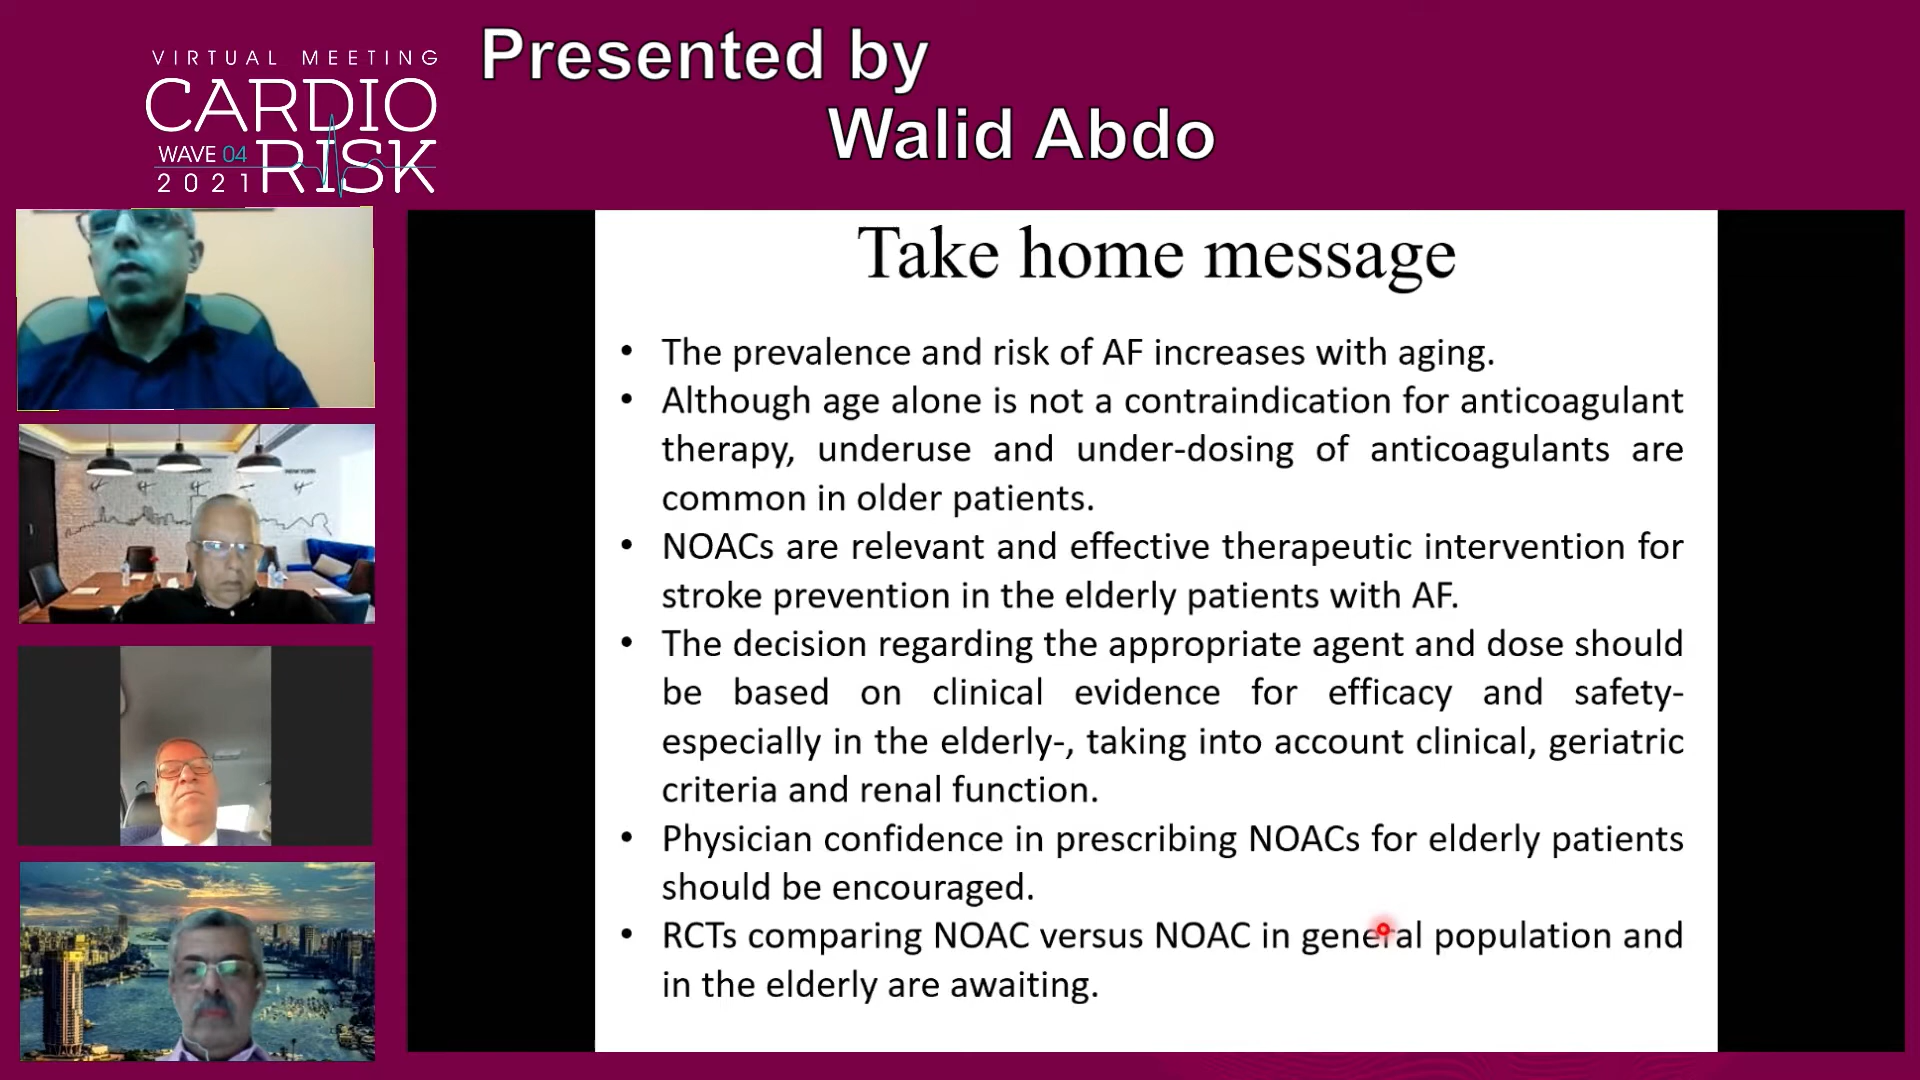 VIRTUAL MEETING
CARDIO
WAVE 04
RISK
2021
Presented by
Walid Abdo
Take home message
• The prevalence and risk of AF increases with aging.
• Although age alone is not a contraindication for anticoagulant
therapy, underuse and under-dosing of anticoagulants are
common in older patients.
• NOACs are relevant and effective therapeutic intervention for
stroke prevention in the elderly patients with AF.
• The decision regarding the appropriate agent and dose should
be based on clinical evidence for efficacy and safety-
especially in the elderly-, taking into account clinical, geriatric
criteria and renal function.
• Physician confidence in prescribing NOACs for elderly patients
should be encouraged.
• RCTs comparing NOAC versus NOAC in general population and
in the elderly are awaiting.
NEW YORK